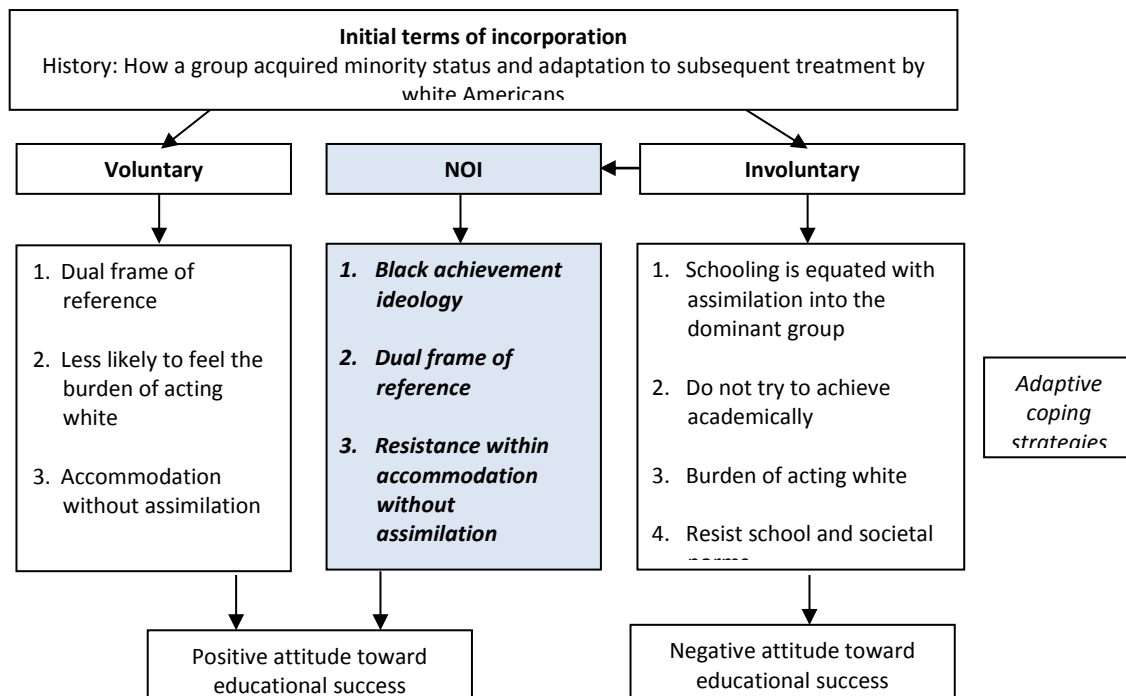 Initial terms of incorporation
History: How a group acquired minority status and adaptation to subsequent treatment by
white Americans
Voluntary
NOI
Involuntary
1. Dual frame of
reference
2. Less likely to feel the
burden of acting
white
3. Accommodation
without assimilation
1. Black achievement
ideology
2. Dual frame of
reference
3. Resistance within
accommodation
without
assimilation
1. Schooling is equated with
assimilation into the
dominant group
2. Do not try to achieve
academically
3. Burden of acting white
4. Resist school and societal
norms
Adaptive
coping
strategies
Positive attitude toward
educational success
Negative attitude toward
educational success